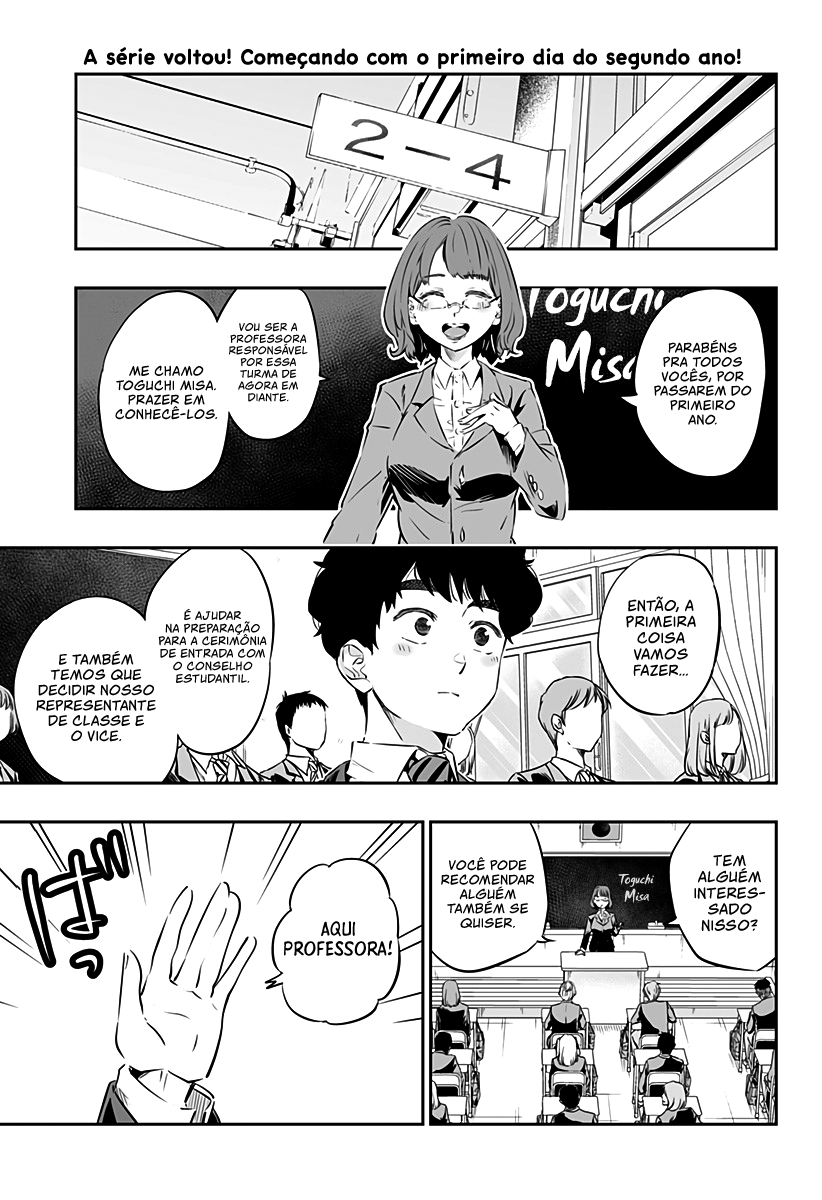 A série voltou! Começando com o primeiro dia do segundo ano!
2-4
Toguchi
Misa
PARABÉNS
PRA TODOS
VOCÊS, POR
PASSAREM DO
PRIMEIRO
ANO.
VOU SER A
PROFESSORA
RESPONSÁVEL
POR ESSA
TURMA DE
AGORA EM
DIANTE.
ME CHAMO
TOGUCHI MISA.
PRAZER EM
CONHECÊ-LOS.
ENTÃO, A
PRIMEIRA
COISA
VAMOS
FAZER...
É AJUDAR
NA PREPARAÇÃO
PARA A CERIMÔNIA
DE ENTRADA COM
O CONSELHO
ESTUDANTIL.
E TAMBÉM
TEMOS QUE
DECIDIR NOSSO
REPRESENTANTE
DE CLASSE E
O VICE.
TEM
ALGUÉM
INTERES-
SADO
NISSO?
Toguchi
Misa
VOCÊ PODE
RECOMENDAR
ALGUÉM
TAMBÉM SE
QUISER.
AQUI
PROFESSORA!
ばっ